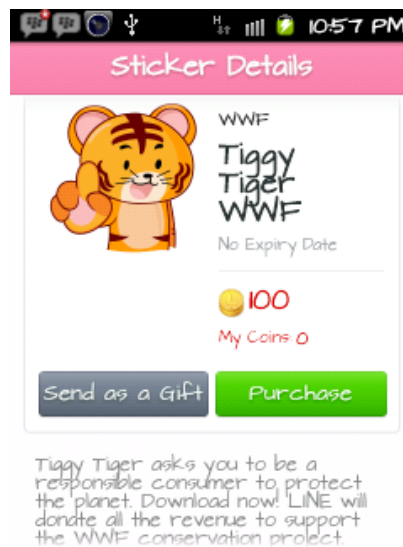 H
10:57 PM
Sticker Details
WWF
Tiggy
Tiger
WWF
No Expiry Date
100
My Coins: 0
Send as a Gift
Purchase
Tiggy Tiger asks you to be a
responsible consumer to protect
the planet. Download now! LINE will
donate all the revenue to support
the WWF conservation project.